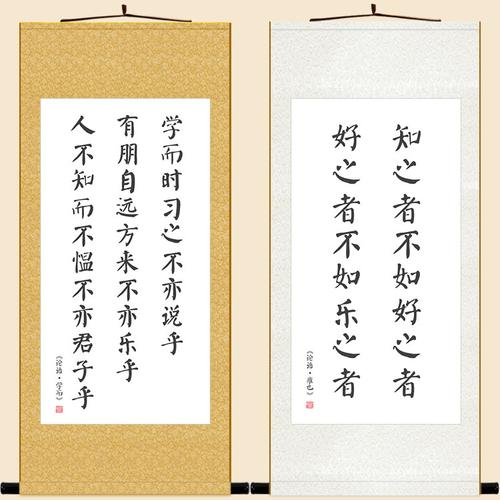 学而时习之不亦说乎
有朋自远方来不亦乐乎
人不知而不愠不亦君子乎
《论语·学而》
知之者不如好之者
好之者不如乐之者
《论语·雍也》